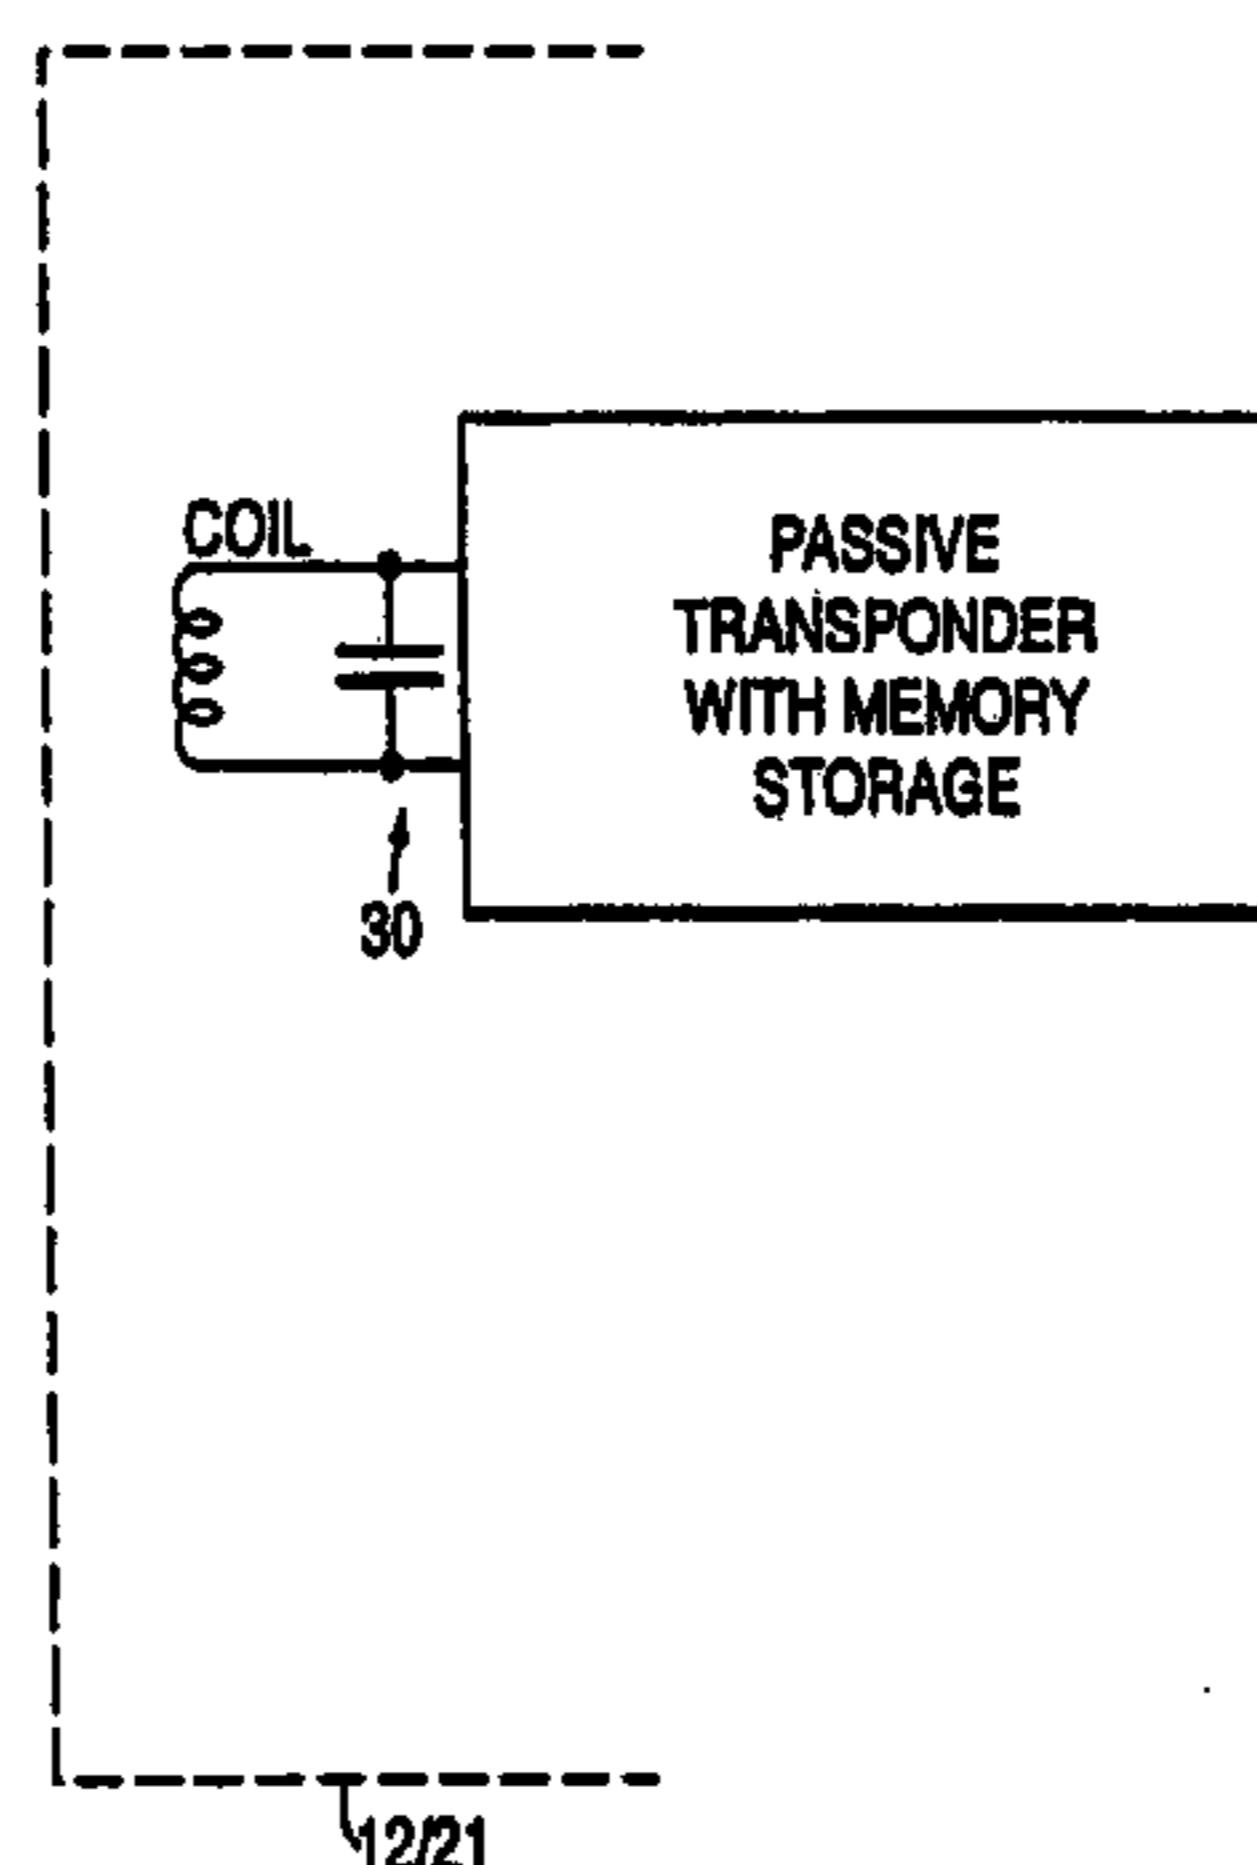 COIL
PASSIVE
TRANSPONDER
WITH MEMORY
STORAGE
30
12/21